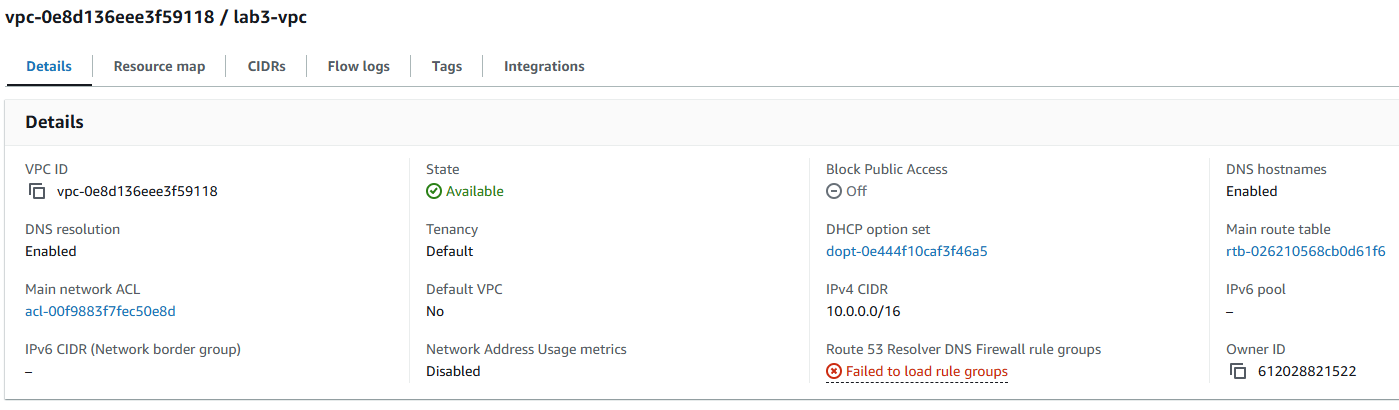 vpc-0e8d136eee3f59118 / lab3-vpc
Details Resource map CIDRs Flow logs Tags Integrations
Details
VPC ID State Block Public Access DNS hostnames
vpc-0e8d136eee3f59118 Available Off Enabled
DNS resolution Tenancy DHCP option set Main route table
Enabled Default dopt-0e444f10caf3f46a5 rtb-026210568cb0d61f6
Main network ACL Default VPC IPv4 CIDR IPv6 pool
acl-00f9883f7fec50e8d No 10.0.0.0/16 –
IPv6 CIDR (Network border group) Network Address Usage metrics Route 53 Resolver DNS Firewall rule groups Owner ID
– Disabled Failed to load rule groups 612028821522